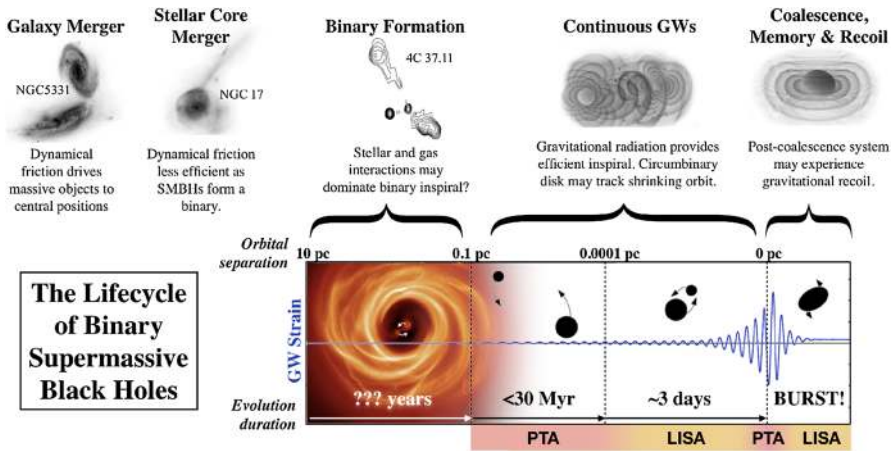 Galaxy Merger
NGC5331
Dynamical
friction drives
massive objects to
central positions
Stellar Core
Merger
NGC 17
Dynamical friction
less efficient as
SMBHs form a
binary.
Binary Formation
4C 37.11
Stellar and gas
interactions may
dominate binary inspiral?
Continuous GWs
Gravitational radiation provides
efficient inspiral. Circumbinary
disk may track shrinking orbit.
Coalescence,
Memory & Recoil
Post-coalescence system
may experience
gravitational recoil.
The Lifecycle
of Binary
Supermassive
Black Holes
Orbital
separation
10 pc
0.1 pc
0.0001 pc
0 pc
GW Strain
??? years
<30 Myr
~3 days
BURST!
Evolution
duration
PTA
LISA
PTA
LISA